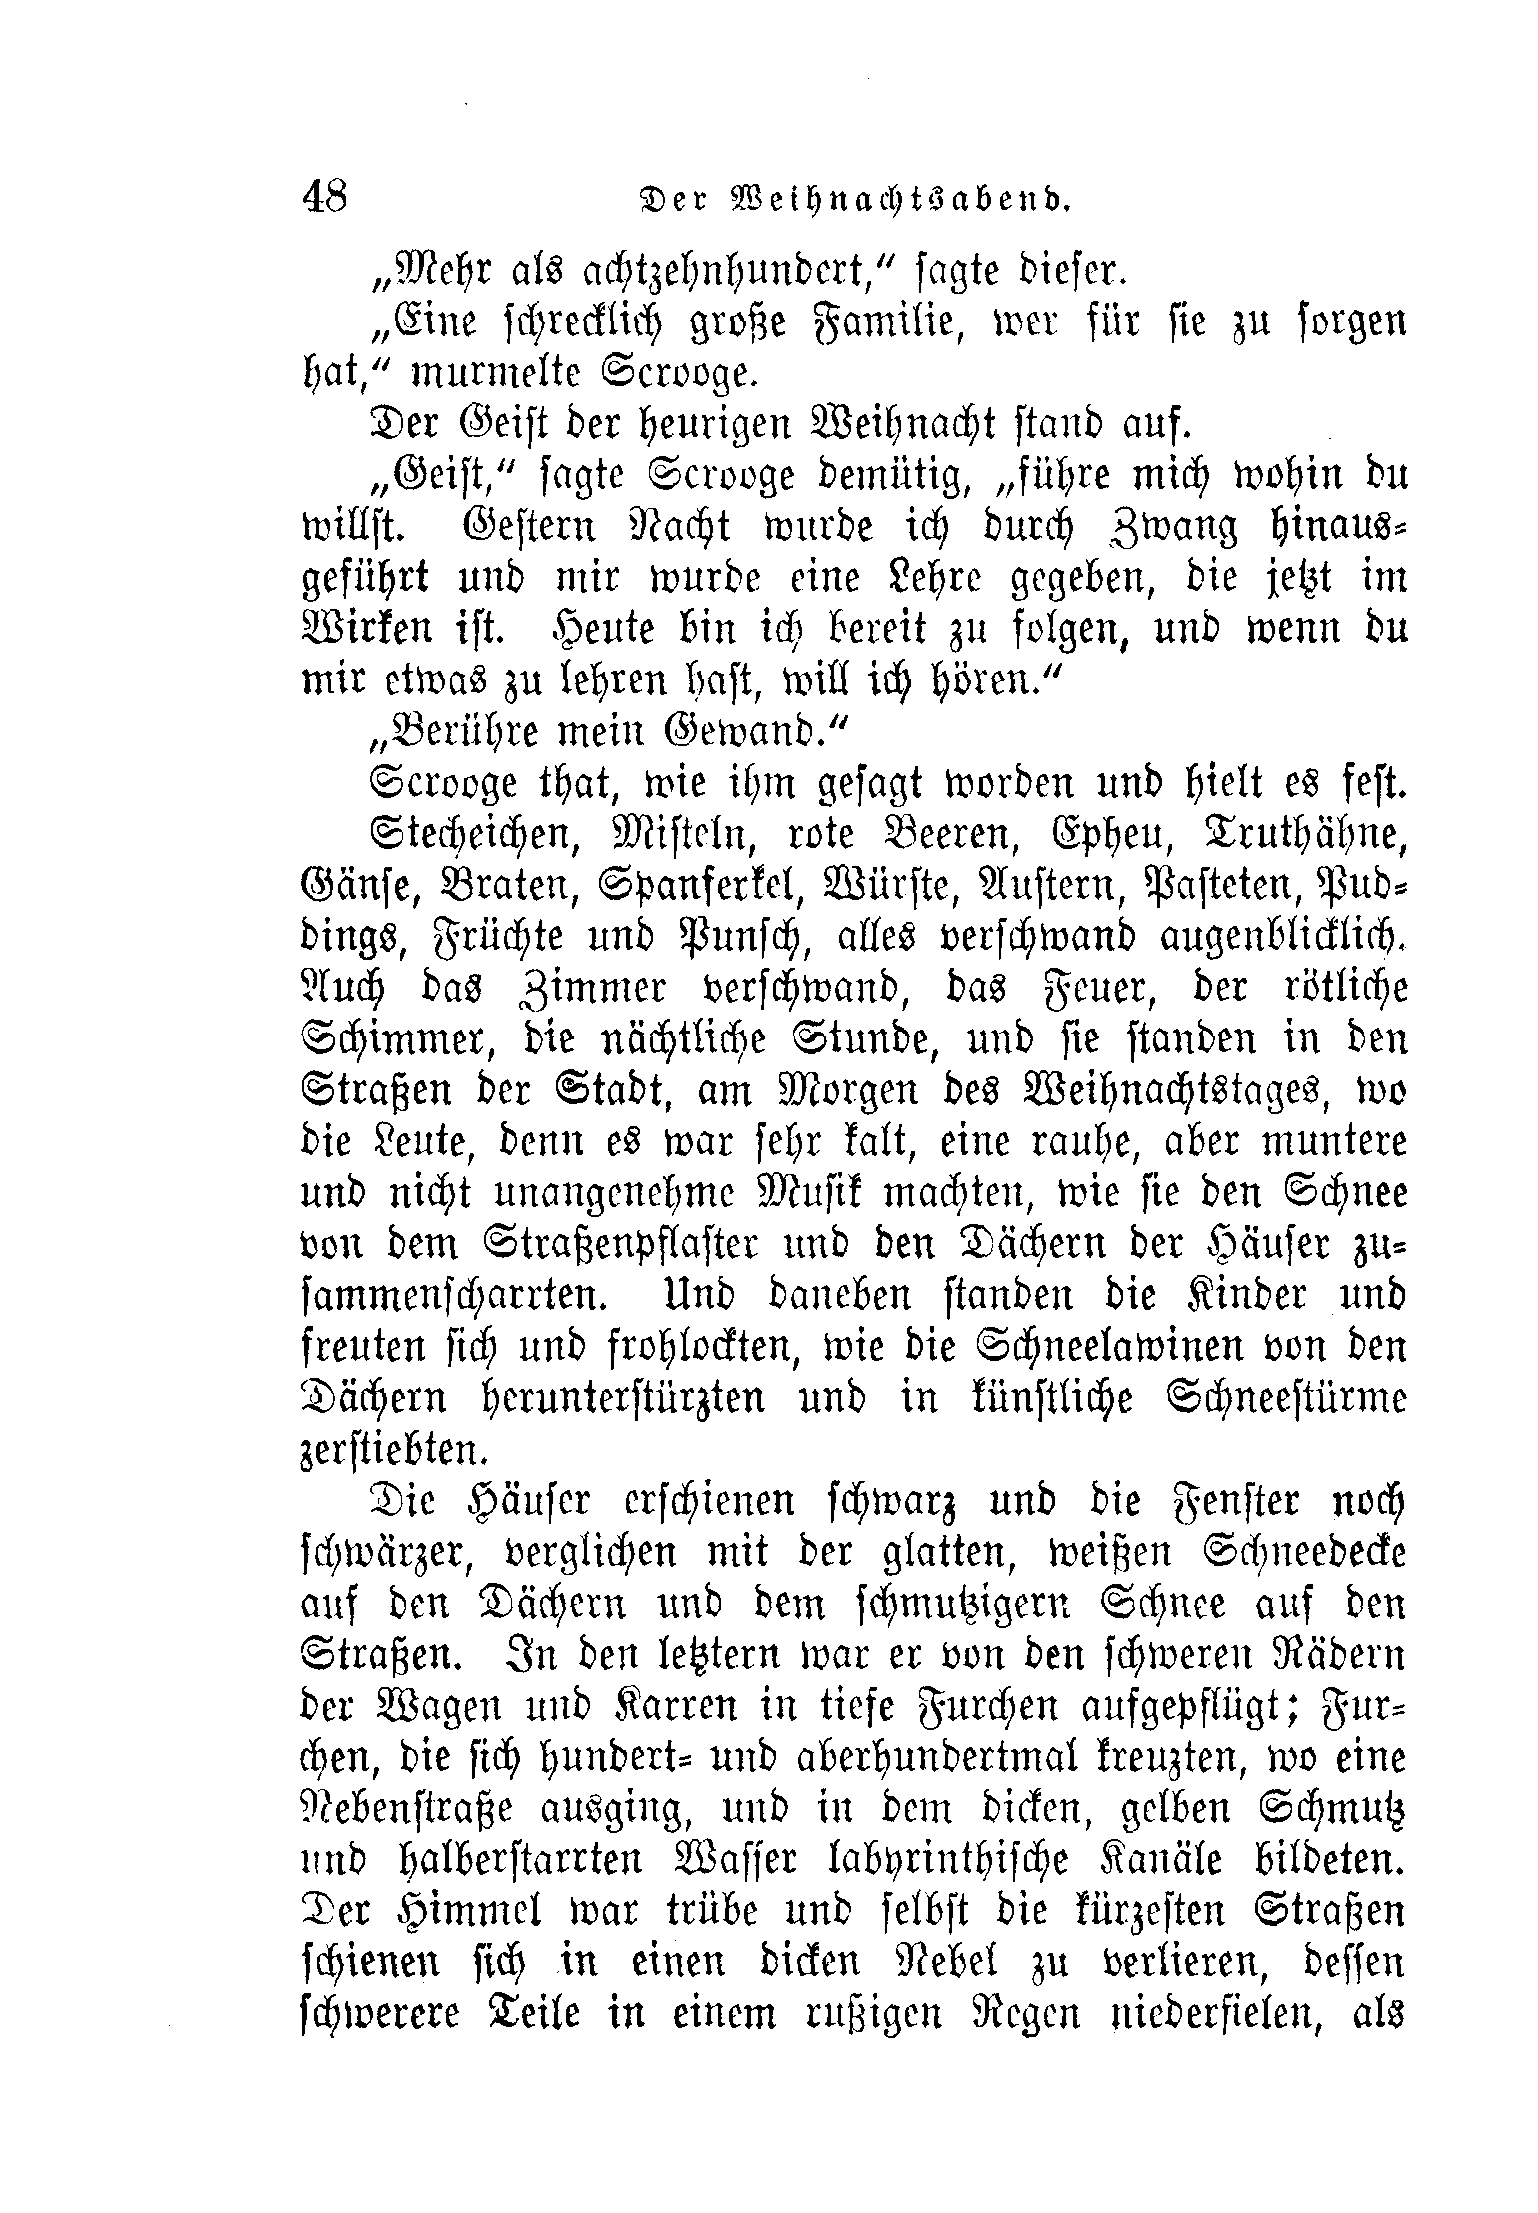 48 Der Weihnachtsabend.
„Mehr als achtzehnhundert,“ sagte dieser.
„Eine schrecklich große Familie, wer für sie zu sorgen
hat,“ murmelte Scrooge.
Der Geist der heurigen Weihnacht stand auf.
„Geist,“ sagte Scrooge demütig, „führe mich wohin du
willst. Gestern Nacht wurde ich durch Zwang hinaus-
geführt und mir wurde eine Lehre gegeben, die jetzt im
Wirken ist. Heute bin ich bereit zu folgen, und wenn du
mir etwas zu lehren hast, will ich hören.“
„Berühre mein Gewand.“
Scrooge that, wie ihm gesagt worden und hielt es fest.
Stecheichen, Misteln, rote Beeren, Epheu, Truthähne,
Gänse, Braten, Spanferkel, Würste, Austern, Pasteten, Pud-
dings, Früchte und Punsch, alles verschwand augenblicklich.
Auch das Zimmer verschwand, das Feuer, der rötliche
Schimmer, die nächtliche Stunde, und sie standen in den
Straßen der Stadt, am Morgen des Weihnachtstages, wo
die Leute, denn es war sehr kalt, eine rauhe, aber muntere
und nicht unangenehme Musik machten, wie sie den Schnee
von dem Straßenpflaster und den Dächern der Häuser zu-
sammenscharrten. Und daneben standen die Kinder und
freuten sich und frohlockten, wie die Schneelawinen von den
Dächern herunterstürzten und in künstliche Schneestürme
zerstiebten.
Die Häuser erschienen schwarz und die Fenster noch
schwärzer, verglichen mit der glatten, weißen Schneedecke
auf den Dächern und dem schmutzigern Schnee auf den
Straßen. In den letztern war er von den schweren Rädern
der Wagen und Karren in tiefe Furchen aufgepflügt; Fur-
chen, die sich hundert- und aberhundertmal kreuzten, wo eine
Nebenstraße ausging, und in dem dicken, gelben Schmutz
und halberstarrten Wasser labyrinthische Kanäle bildeten.
Der Himmel war trübe und selbst die kürzesten Straßen
schienen sich in einen dicken Nebel zu verlieren, dessen
schwerere Teile in einem rußigen Regen niederfielen, als